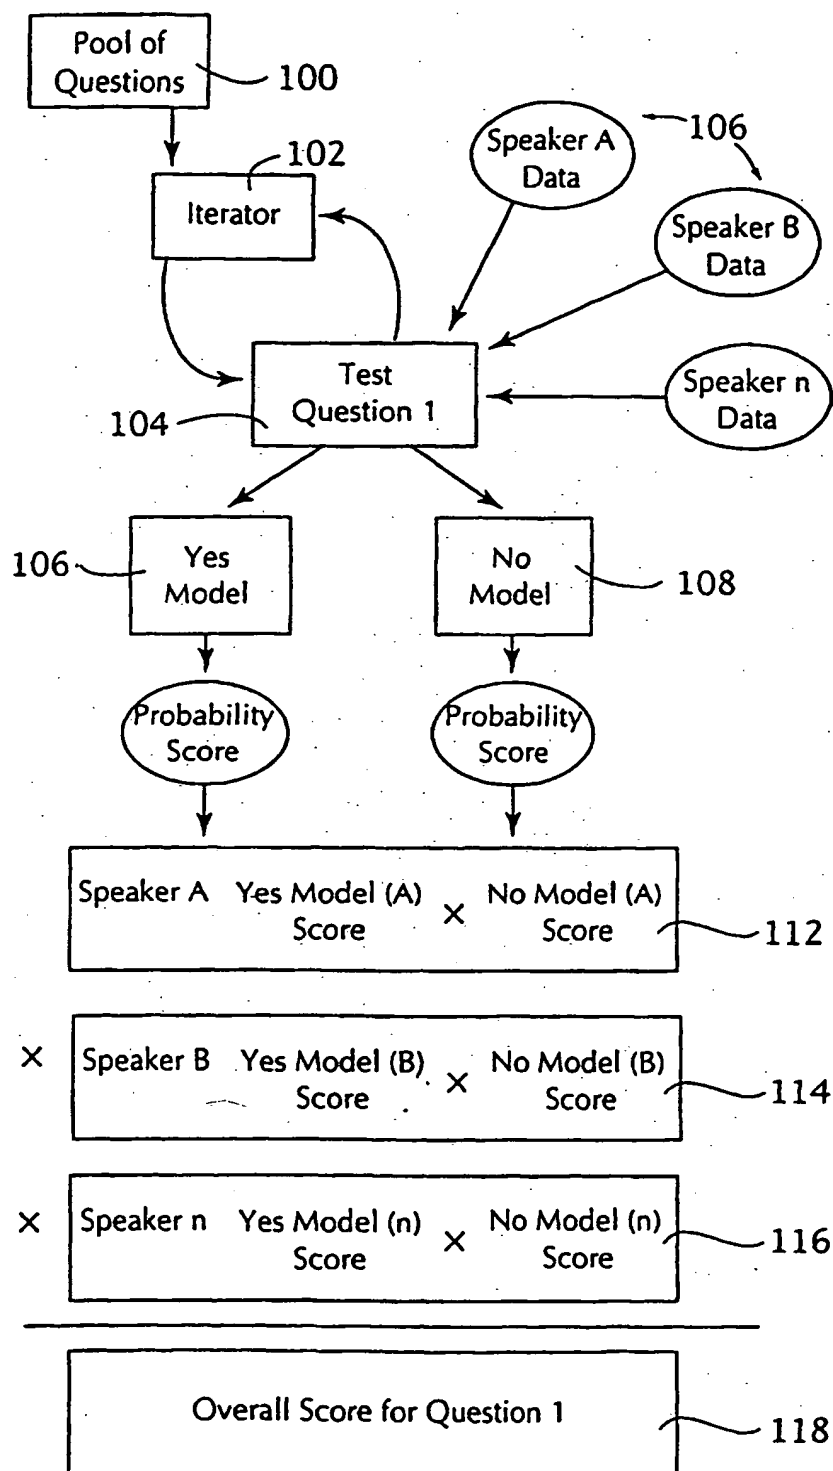 Pool of
Questions
100
102
Iterator
Speaker A
Data
106
Speaker B
Data
Test
Question 1
104
Speaker n
Data
106
Yes
Model
No
Model
108
Probability
Score
Probability
Score
Speaker A Yes Model (A) × No Model (A)
Score Score
112
× Speaker B Yes Model (B) × No Model (B)
Score Score
114
× Speaker n Yes Model (n) × No Model (n)
Score Score
116
Overall Score for Question 1
118